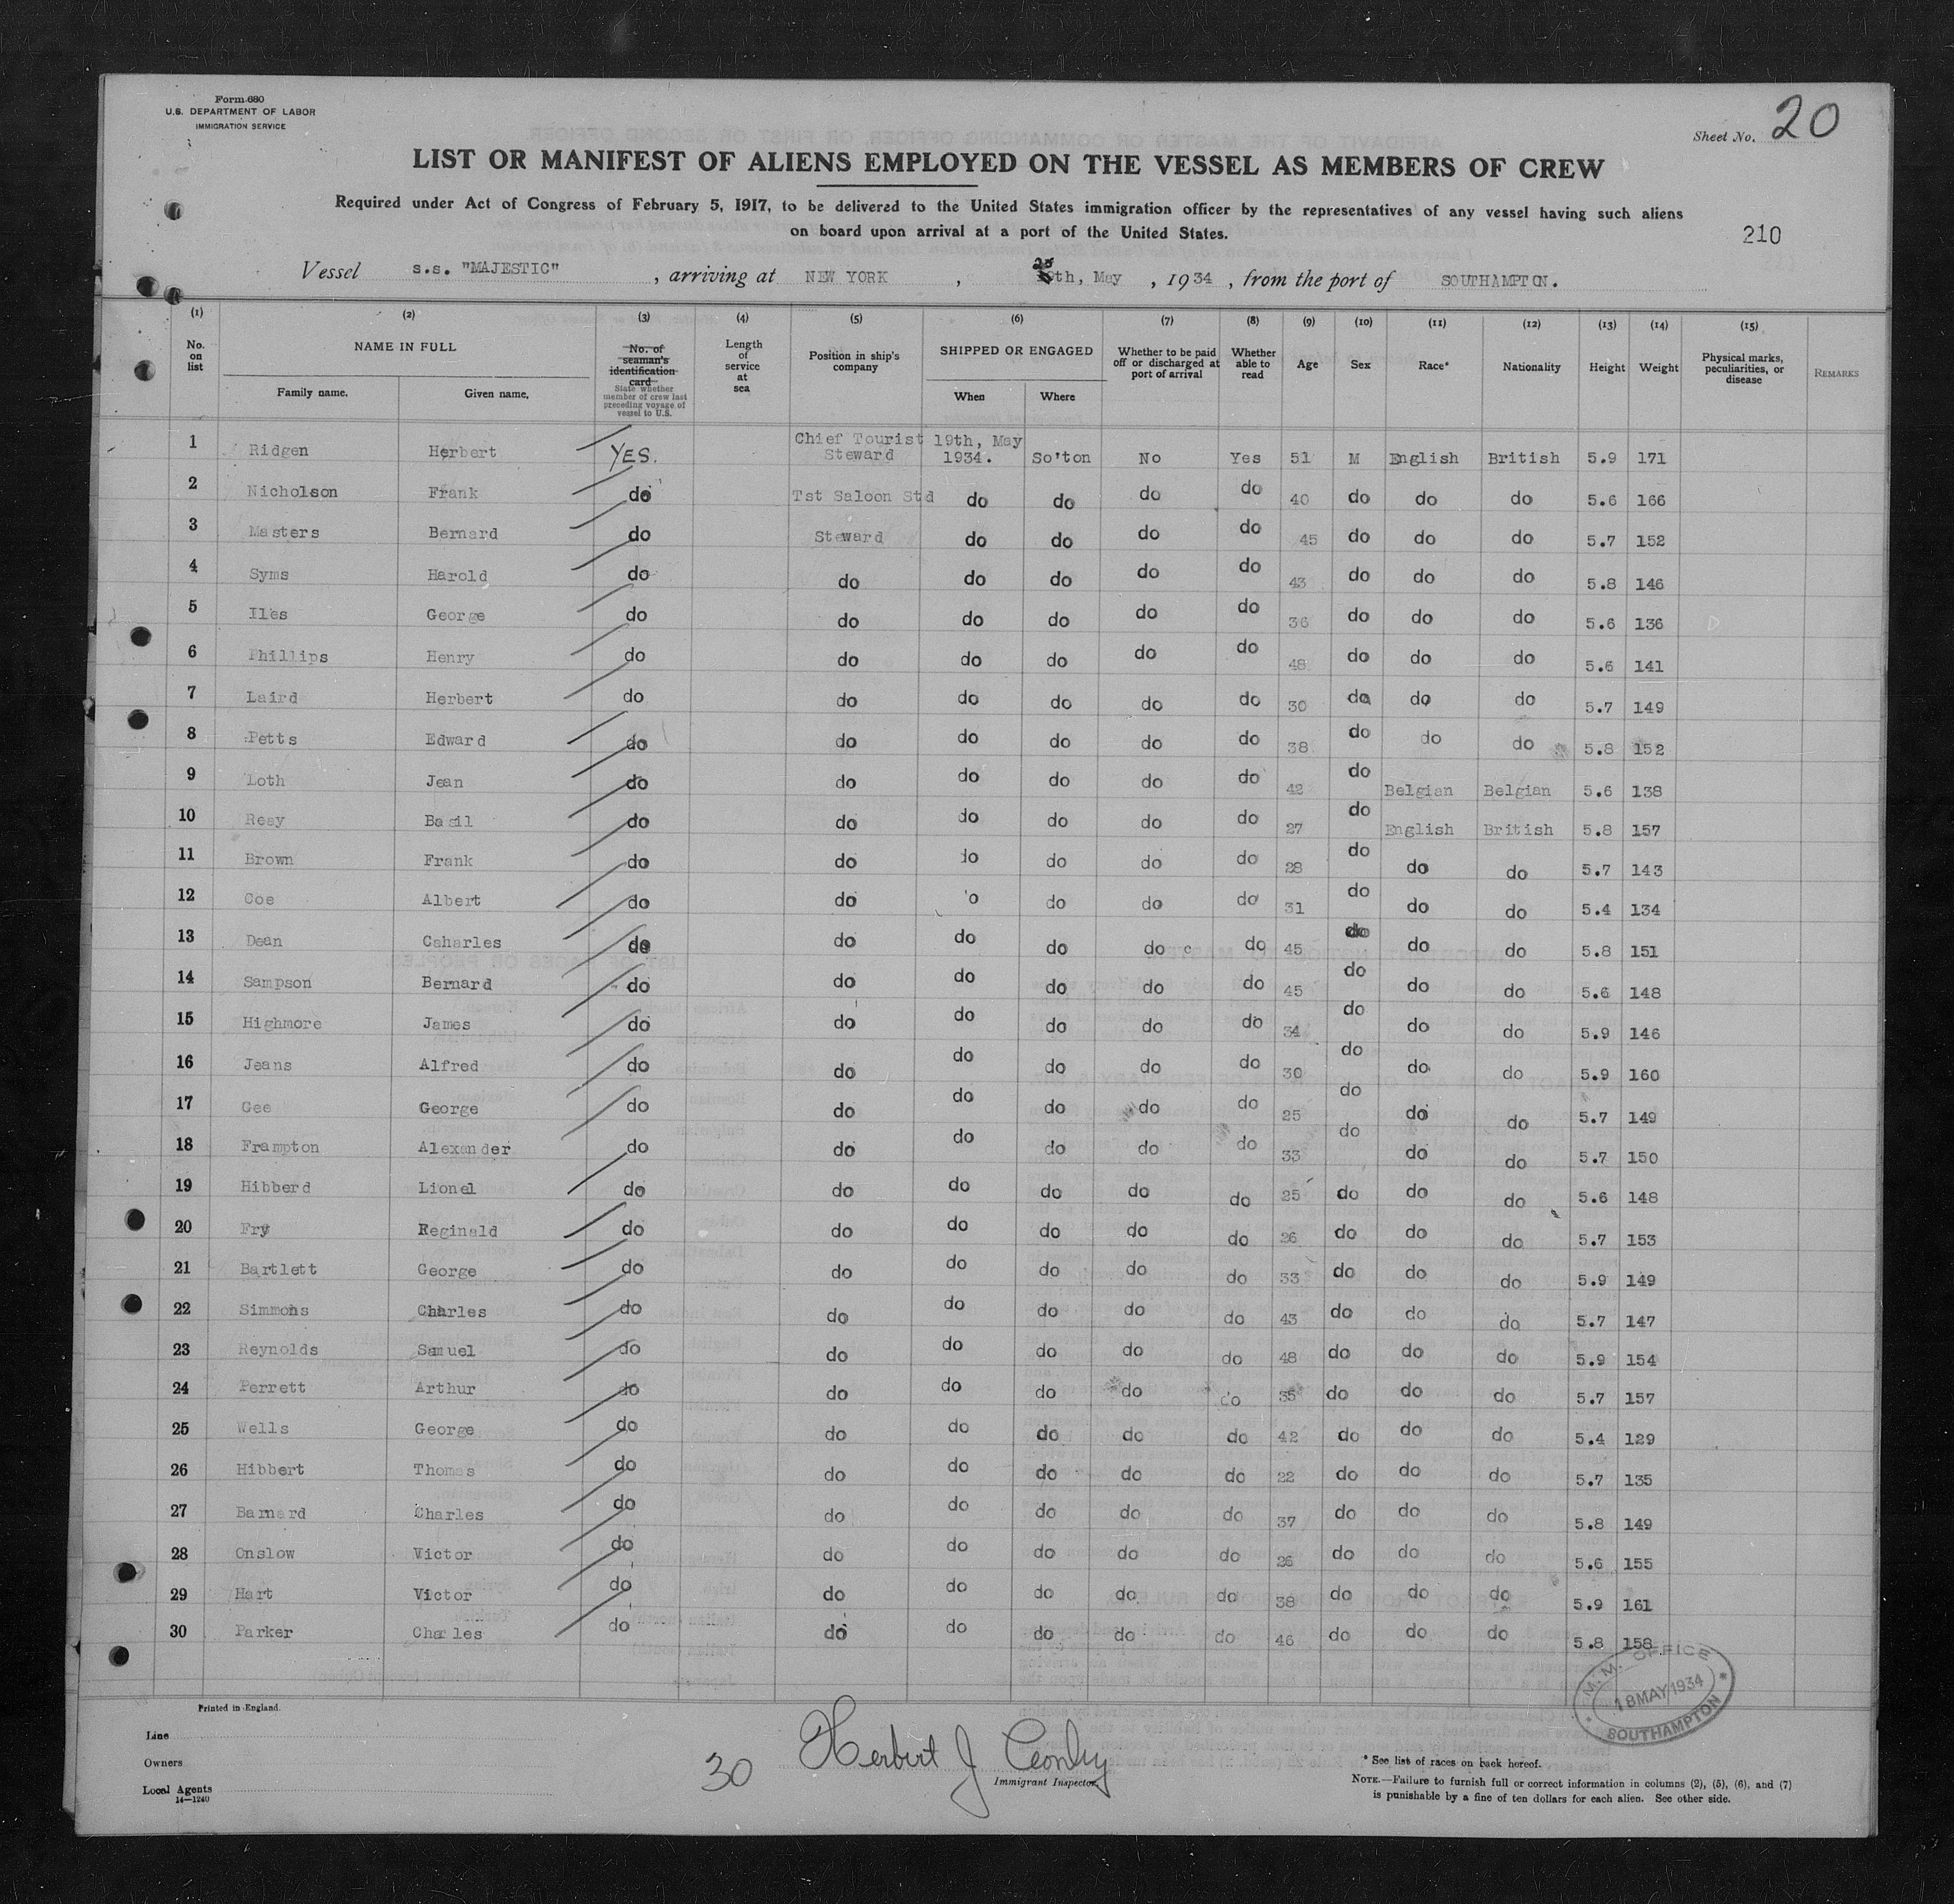 Form 680
U.S. DEPARTMENT OF LABOR
IMMIGRATION SERVICE
Sheet No. 20
LIST OR MANIFEST OF ALIENS EMPLOYED ON THE VESSEL AS MEMBERS OF CREW
Required under Act of Congress of February 5, 1917, to be delivered to the United States immigration officer by the representatives of any vessel having such aliens
on board upon arrival at a port of the United States.
210
Vessel s.s. "MAJESTIC" , arriving at NEW YORK , 25th, May , 1934 , from the port of SOUTHAMPTON.
(1) (2) (3) (4) (5) (6) (7) (8) (9) (10) (11) (12) (13) (14) (15)
No. on list NAME IN FULL Family name. Given name. No. of seaman's identification card State whether member of crew last preceding voyage of vessel to U.S. Length of service at sea Position in ship's company SHIPPED OR ENGAGED When Where Whether to be paid off or discharged at port of arrival Whether able to read Age Sex Race* Nationality Height Weight Physical marks, peculiarities, or disease REMARKS
1 Ridgen Herbert YES. Chief Tourist Steward 19th, May 1934. So'ton No Yes 51 M English British 5.9 171
2 Nicholson Frank do Tst Saloon Std do do do do 40 do do do 5.6 166
3 Masters Bernard do Steward do do do do 45 do do do 5.7 152
4 Syms Harold do do do do do do 43 do do do 5.8 146
5 Iles George do do do do do do 36 do do do 5.6 136
6 Phillips Henry do do do do do do 48 do do do 5.6 141
7 Laird Herbert do do do do do do 30 do do do 5.7 149
8 Petts Edward do do do do do do 38 do do do 5.8 152
9 Loth Jean do do do do do do 42 do Belgian Belgian 5.6 138
10 Reay Basil do do do do do do 27 do English British 5.8 157
11 Brown Frank do do do do do do 28 do do do 5.7 143
12 Coe Albert do do 'o do do do 31 do do do 5.4 134
13 Dean Caharles do do do do do c do 45 do do do 5.8 151
14 Sampson Bernard do do do do do do 45 do do do 5.6 148
15 Highmore James do do do do do do 34 do do do 5.9 146
16 Jeans Alfred do do do do do do 30 do do do 5.9 160
17 Gee George do do do do do do 25 do do do 5.7 149
18 Frampton Alexander do do do do do do 33 do do do 5.7 150
19 Hibberd Lionel do do do do do do 25 do do do 5.6 148
20 Fry Reginald do do do do do do 26 do do do 5.7 153
21 Bartlett George do do do do do do 33 do do do 5.9 149
22 Simmons Charles do do do do do do 43 do do do 5.7 147
23 Reynolds Samuel do do do do do do 48 do do do 5.9 154
24 Perrett Arthur do do do do do do 35 do do do 5.7 157
25 Wells George do do do do do do 42 do do do 5.4 129
26 Hibbert Thomas do do do do do do 22 do do do 5.7 135
27 Barnard Charles do do do do do do 37 do do do 5.8 149
28 Onslow Victor do do do do do do 26 do do do 5.6 155
29 Hart Victor do do do do do do 38 do do do 5.9 161
30 Parker Charles do do do do do do 46 do do do 5.8 158
M.M. OFFICE
18 MAY 1934
SOUTHAMPTON
Printed in England.
Line
Owners
Local Agents
14—1240
30
Herbert J
Immigrant Inspector.
* See list of races on back hereof.
NOTE.—Failure to furnish full or correct information in columns (2), (5), (6), and (7)
is punishable by a fine of ten dollars for each alien. See other side.